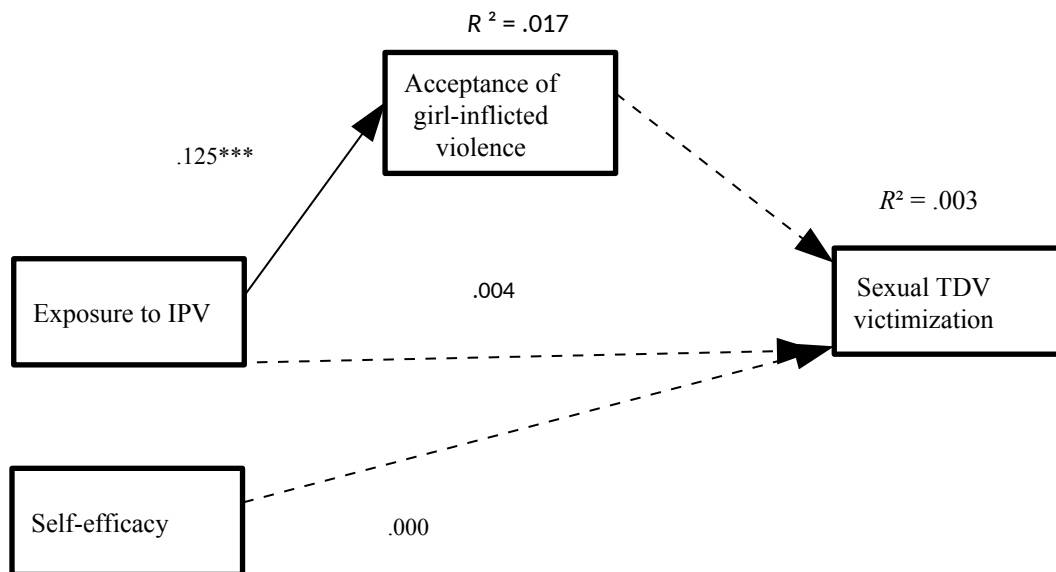 R ² = .017
Acceptance of
girl-inflicted
violence
.125***
R² = .003
Exposure to IPV
.004
Sexual TDV
victimization
Self-efficacy
.000